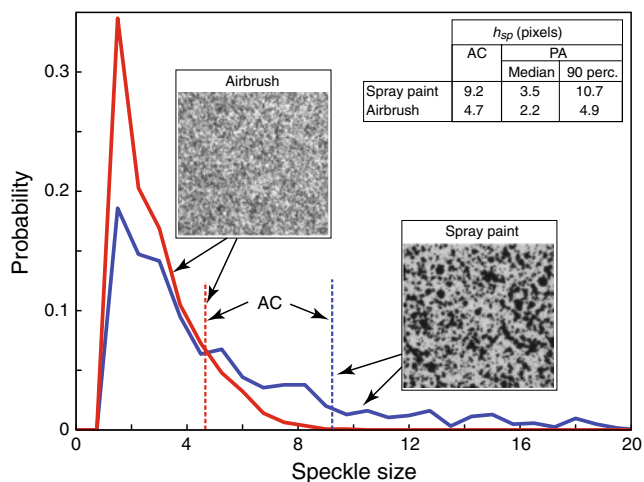 h_sp (pixels)
AC PA
Median 90 perc.
Spray paint 9.2 3.5 10.7
Airbrush 4.7 2.2 4.9
Airbrush
Spray paint
AC
Probability
0.3
0.2
0.1
0
0 4 8 12 16 20
Speckle size